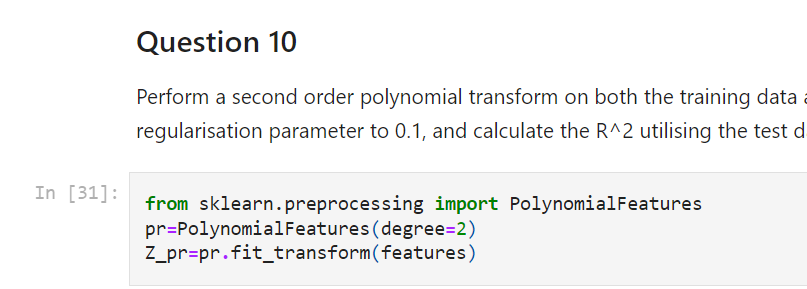 Question 10
Perform a second order polynomial transform on both the training data
regularisation parameter to 0.1, and calculate the R^2 utilising the test
In [31]:
from sklearn.preprocessing import PolynomialFeatures
pr=PolynomialFeatures(degree=2)
Z_pr=pr.fit_transform(features)